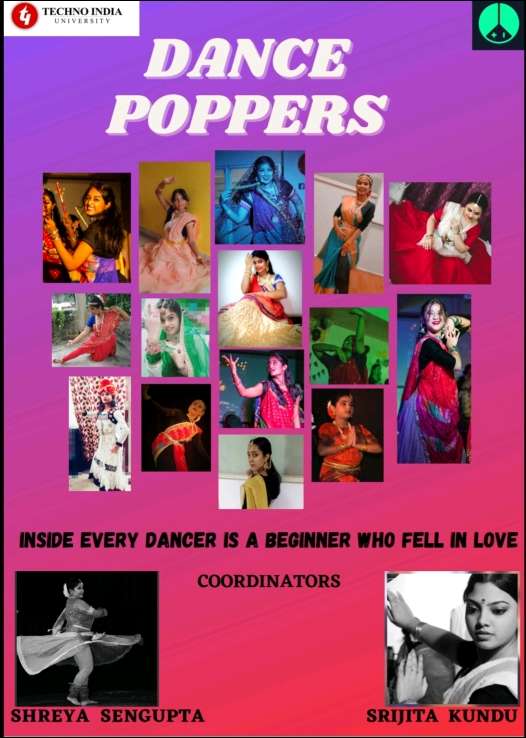 TECHNO INDIA
UNIVERSITY
DANCE
POPPERS
INSIDE EVERY DANCER IS A BEGINNER WHO FELL IN LOVE
COORDINATORS
SHREYA SENGUPTA
SRIJITA KUNDU